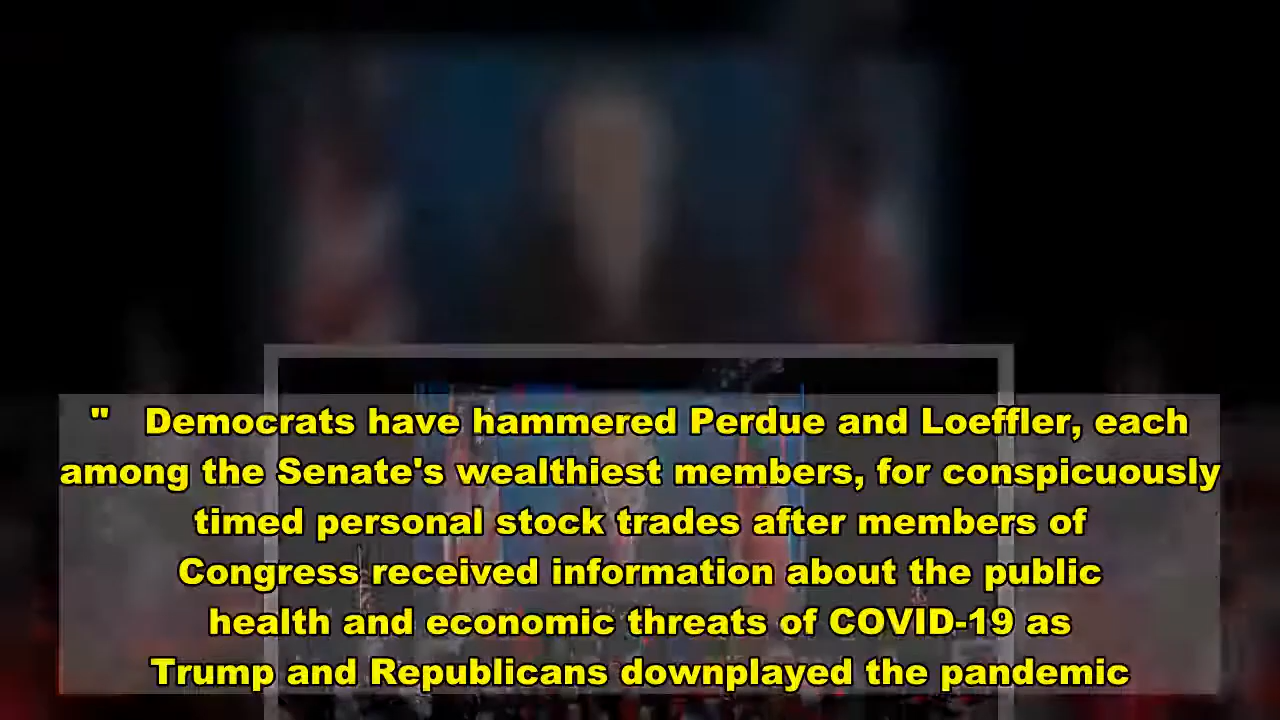 " Democrats have hammered Perdue and Loeffler, each
among the Senate's wealthiest members, for conspicuously
timed personal stock trades after members of
Congress received information about the public
health and economic threats of COVID-19 as
Trump and Republicans downplayed the pandemic